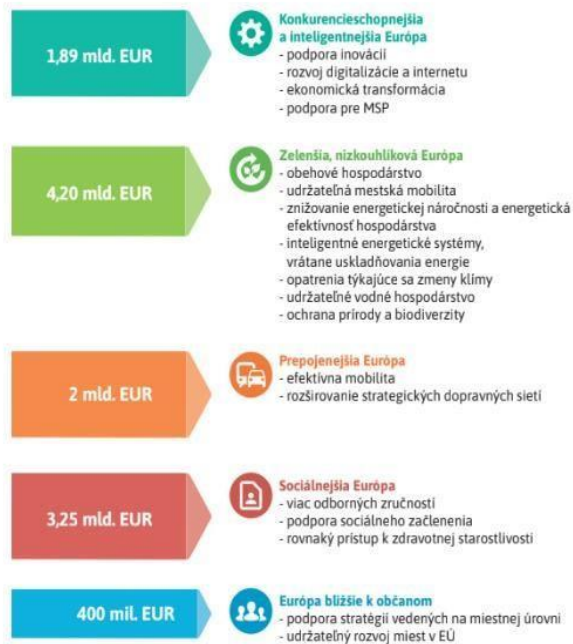 1,89 mld. EUR
Konkurencieschopnejšia
a inteligentnejšia Európa
- podpora inovácií
- rozvoj digitalizácie a internetu
- ekonomická transformácia
- podpora pre MSP
4,20 mld. EUR
Zelenšia, nízkouhlíková Európa
- obehové hospodárstvo
- udržateľná mestská mobilita
- znižovanie energetickej náročnosti a energetická
efektívnosť hospodárstva
- inteligentné energetické systémy,
vrátane uskladňovania energie
- opatrenia týkajúce sa zmeny klímy
- udržateľné vodné hospodárstvo
- ochrana prírody a biodiverzity
2 mld. EUR
Prepojenejšia Európa
- efektívna mobilita
- rozširovanie strategických dopravných sietí
3,25 mld. EUR
Sociálnejšia Európa
- viac odborných zručností
- podpora sociálneho začlenenia
- rovnaký prístup k zdravotnej starostlivosti
400 mil. EUR
Európa bližšie k občanom
- podpora stratégií vedených na miestnej úrovni
- udržateľný rozvoj miest v EÚ